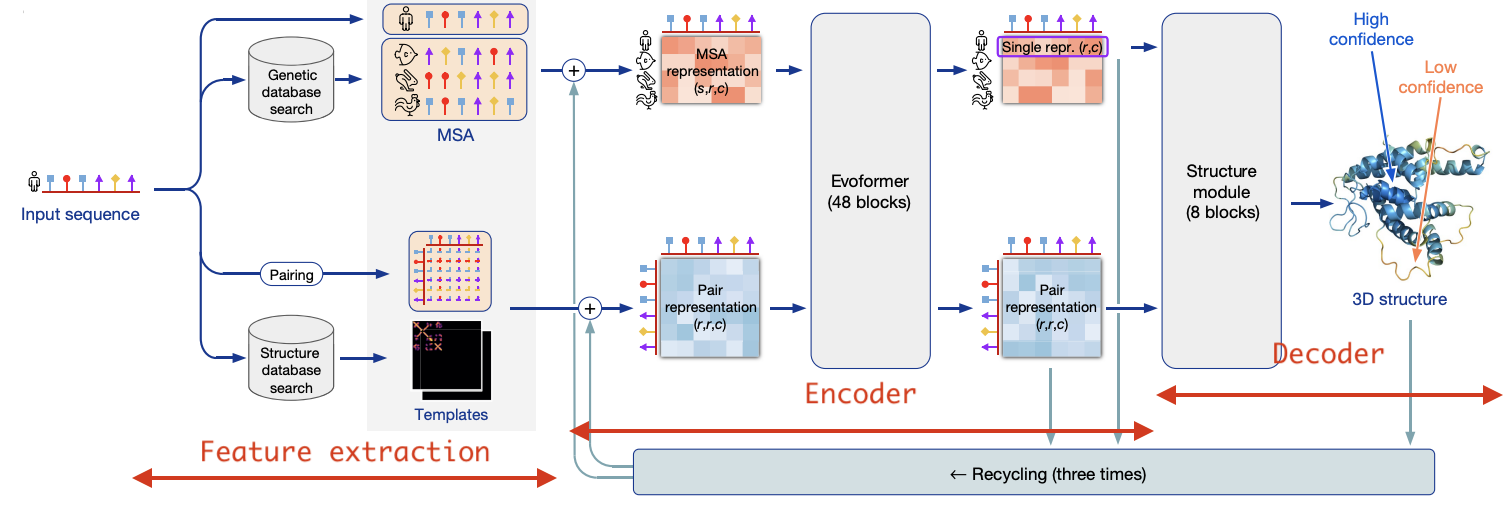 Input sequence
Genetic
database
search
MSA
Pairing
Structure
database
search
Templates
Feature extraction
+
+
MSA
representation
(s,r,c)
Pair
representation
(r,r,c)
Evoformer
(48 blocks)
Encoder
Single repr. (r,c)
Pair
representation
(r,r,c)
Structure
module
(8 blocks)
High
confidence
Low
confidence
3D structure
Decoder
← Recycling (three times)